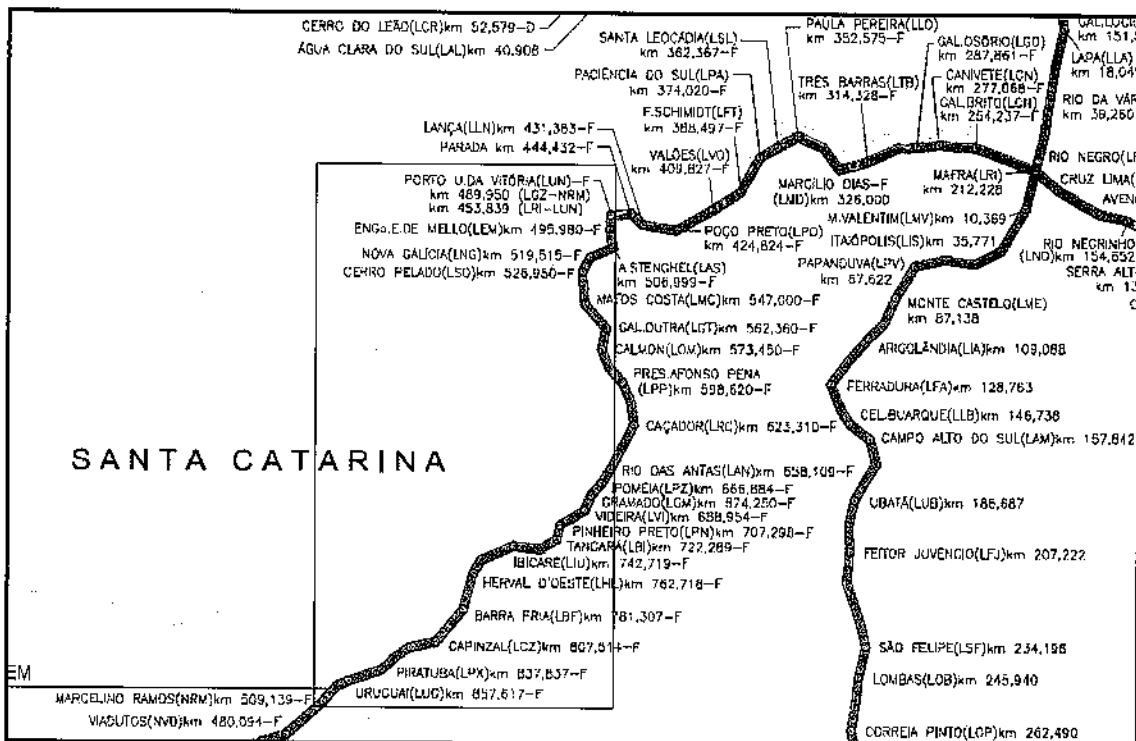 CERRO DO LEÃO(LCR)km 52,579-D
ÁGUA CLARA DO SUL(LAL)km 40,908
SANTA LEOCÁDIA(LSL)
km 362,367-F
PAULA PEREIRA(LLO)
km 352,575-F
GAL.OSÓRIO(LGO)
km 287,861-F
LAPA(LLA)
PACIÊNCIA DO SUL(LPA)
km 374,020-F
TRÊS BARRAS(LTB)
km 314,328-F
CANIVETE(LCN)
km 277,068-F
GAL.BRITO(LGH)
km 254,237-F
F.SCHIMIDT(LFT)
km 388,497-F
LANÇA(LLN)km 431,383-F
PARADA km 444,432-F
VALÕES(LVO)
km 409,827-F
RIO NEGRO
PORTO U.DA VITÓRIA(LUN)-F
km 489,950 (LGZ-NRM)
km 453,839 (LRI-LUN)
MARCÍLIO DIAS-F
(LMD) 326,000
MAFRA(LRI)
km 212,228
CRUZ LIMA
M.VALENTIM(LMV) 10,369
ENGo.E.DE MELLO(LEM)km 495,980-F
POÇO PRETO(LPO)
km 424,824-F
ITAIÓPOLIS(LIS) 35,771
RIO NEGRINHO
(LNO) 154,652
NOVA GALÍCIA(LNG)km 519,515-F
CERRO PELADO(LSO)km 526,950-F
A.STENGHEL(LAS)
km 506,999-F
PAPANDUVA(LPV)
km 67,622
SERRA
MATOS COSTA(LMC)km 547,000-F
MONTE CASTELO(LME)
km 87,138
GAL.DUTRA(LGT)km 562,360-F
CALMON(LOM)km 573,450-F
ARIGOLÂNDIA(LIA)km 109,088
PRES.AFONSO PENA
(LPP)km 598,620-F
FERRADURA(LFA)km 128,763
CAÇADOR(LRC)km 623,310-F
CEL.BUARQUE(LLB)km 146,738
CAMPO ALTO DO SUL(LAM)km 157,842
SANTA CATARINA
RIO DAS ANTAS(LAN)km 658,109-F
POMÉIA(LPZ)km 666,884-F
GRAMADO(LGM)km 674,250-F
UBATÃ(LUB)km 186,687
VIDEIRA(LVI)km 688,954-F
PINHEIRO PRETO(LPN)km 707,298-F
TANGARÁ(LBI)km 722,289-F
FEITOR JUVÊNCIO(LFJ)km 207,222
IBICARÉ(LIU)km 742,719-F
HERVAL D'OESTE(LHL)km 762,718-F
BARRA FRIA(LBF)km 781,307-F
CAPINZAL(LCZ)km 807,514-F
SÃO FELIPE(LSF)km 234,196
PIRATUBA(LPX)km 837,837-F
LOMBAS(LOB)km 245,940
URUGUAI(LUG)km 857,617-F
MARCELINO RAMOS(NRM)km 509,139-F
VIADUTOS(NVD)km 480,094-F
CORREIA PINTO(LCP)km 262,490